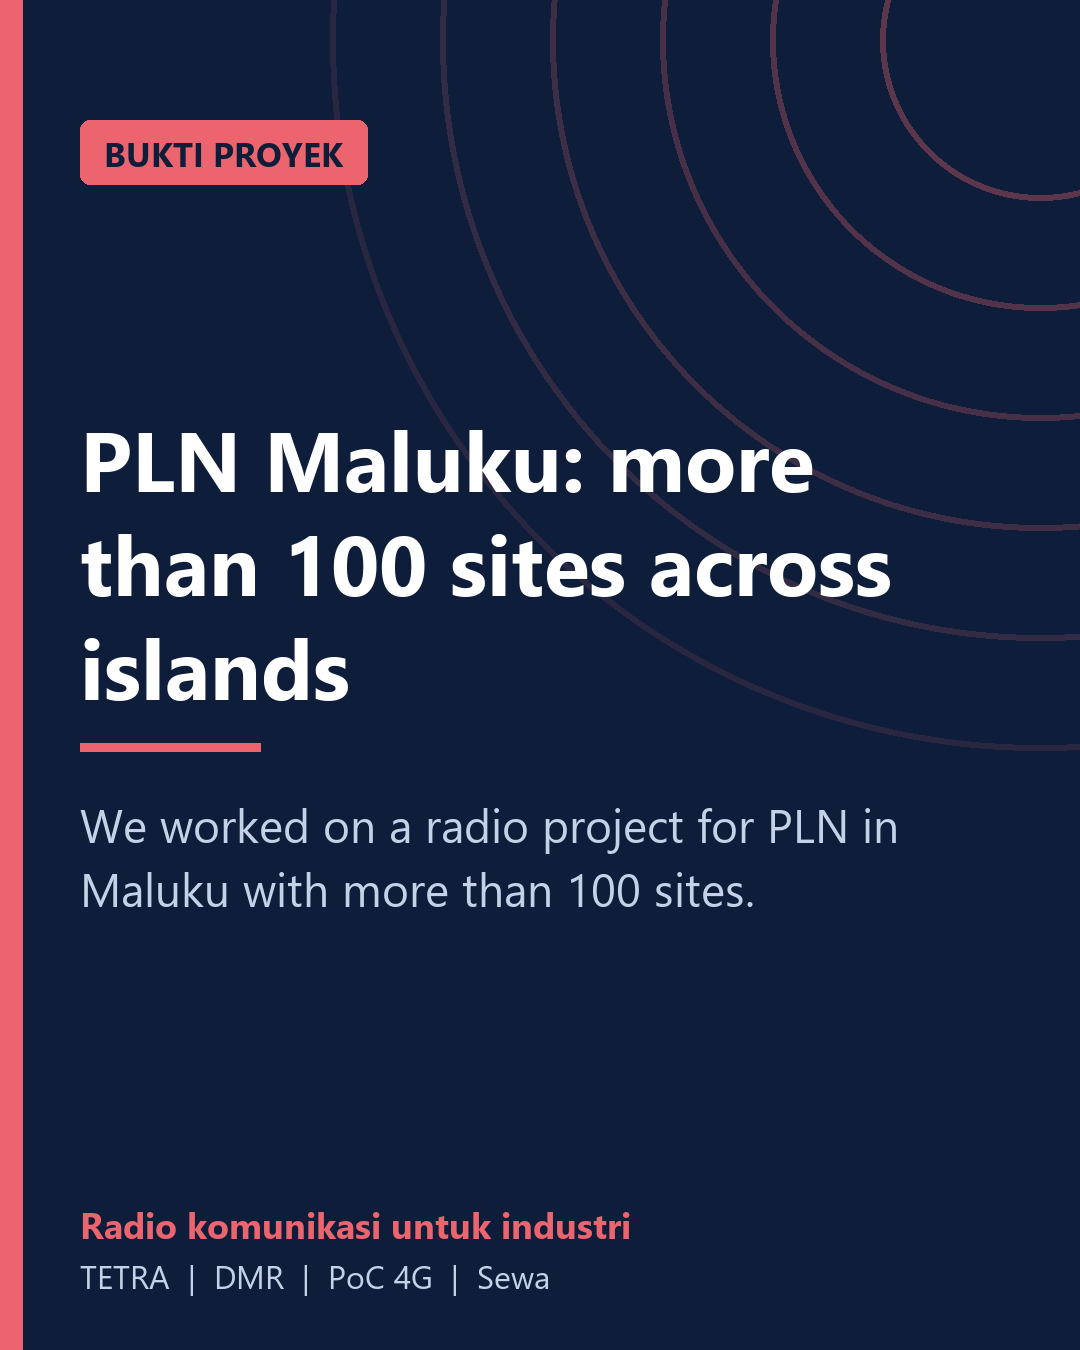 BUKTI PROYEK
PLN Maluku: more
than 100 sites across
islands
We worked on a radio project for PLN in
Maluku with more than 100 sites.
Radio komunikasi untuk industri
TETRA | DMR | PoC 4G | Sewa